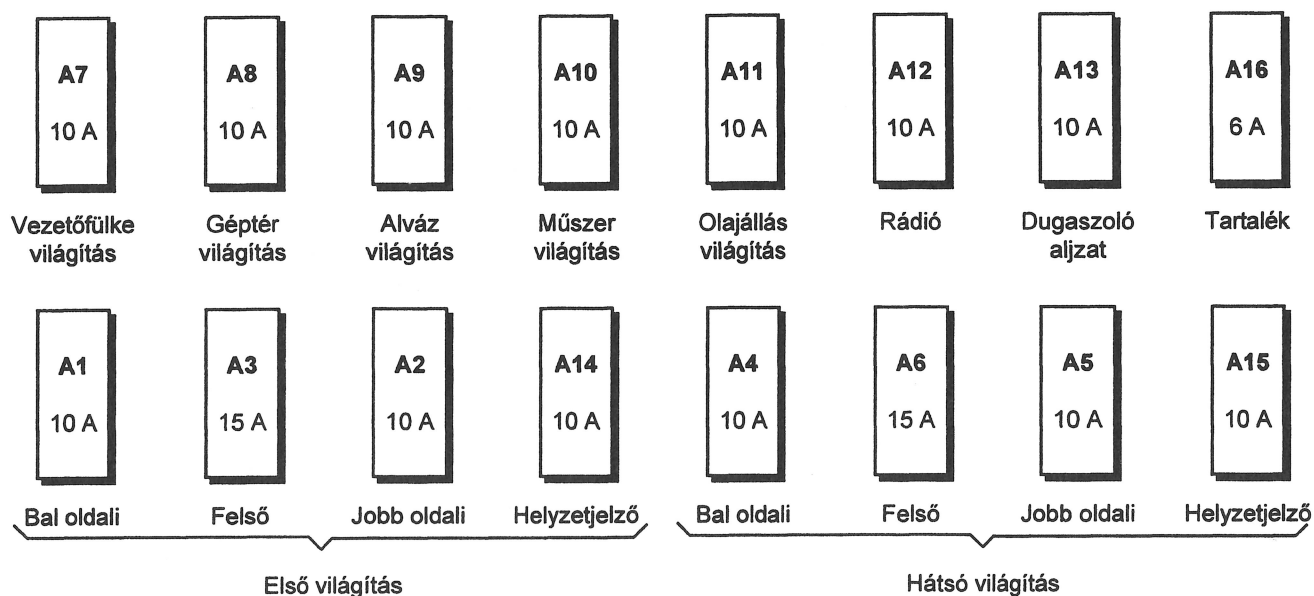 A7 A8 A9 A10 A11 A12 A13 A16
10 A 10 A 10 A 10 A 10 A 10 A 10 A 6 A
Vezetőfülke Géptér Alváz Műszer Olajállás Rádió Dugaszoló Tartalék
világítás világítás világítás világítás világítás aljzat
A1 A3 A2 A14 A4 A6 A5 A15
10 A 15 A 10 A 10 A 10 A 15 A 10 A 10 A
Bal oldali Felső Jobb oldali Helyzetjelző Bal oldali Felső Jobb oldali Helyzetjelző
Első világítás Hátsó világítás